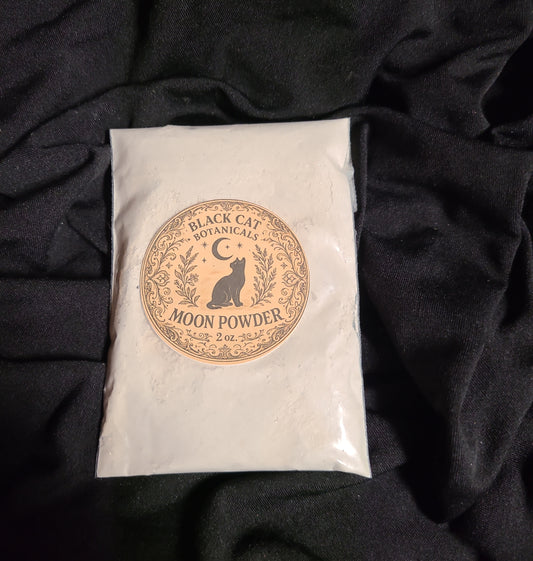 BLACK CAT
BOTANICALS
MOON POWDER
2 oz.